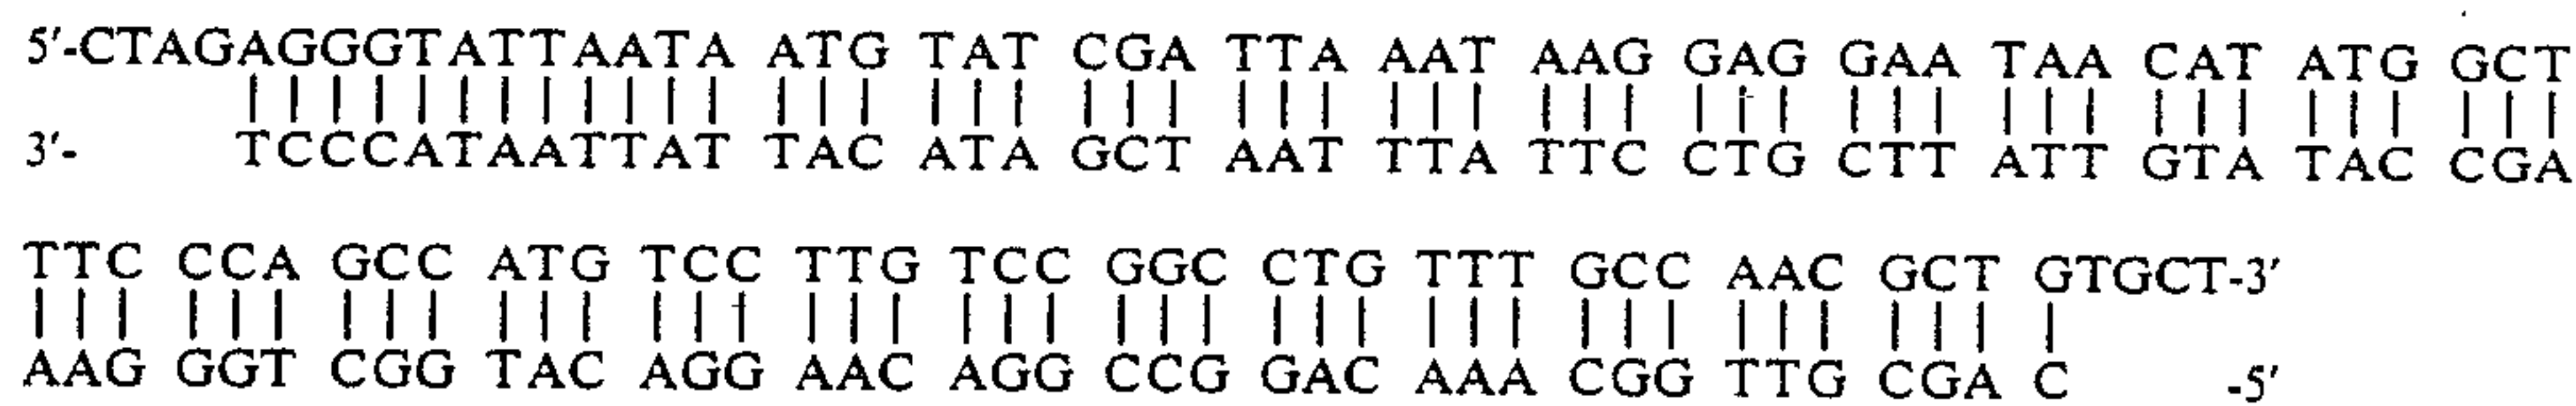 5'-CTAGAGGGTATTAATA ATG TAT CGA TTA AAT AAG GAG GAA TAA CAT ATG GCT
3'- TCCCATAATTAT TAC ATA GCT AAT TTA TTC CTG CTT ATT GTA TAC CGA
TTC CCA GCC ATG TCC TTG TCC GGC CTG TTT GCC AAC GCT GTGCT-3'
AAG GGT CGG TAC AGG AAC AGG CCG GAC AAA CGG TTG CGA C -5'